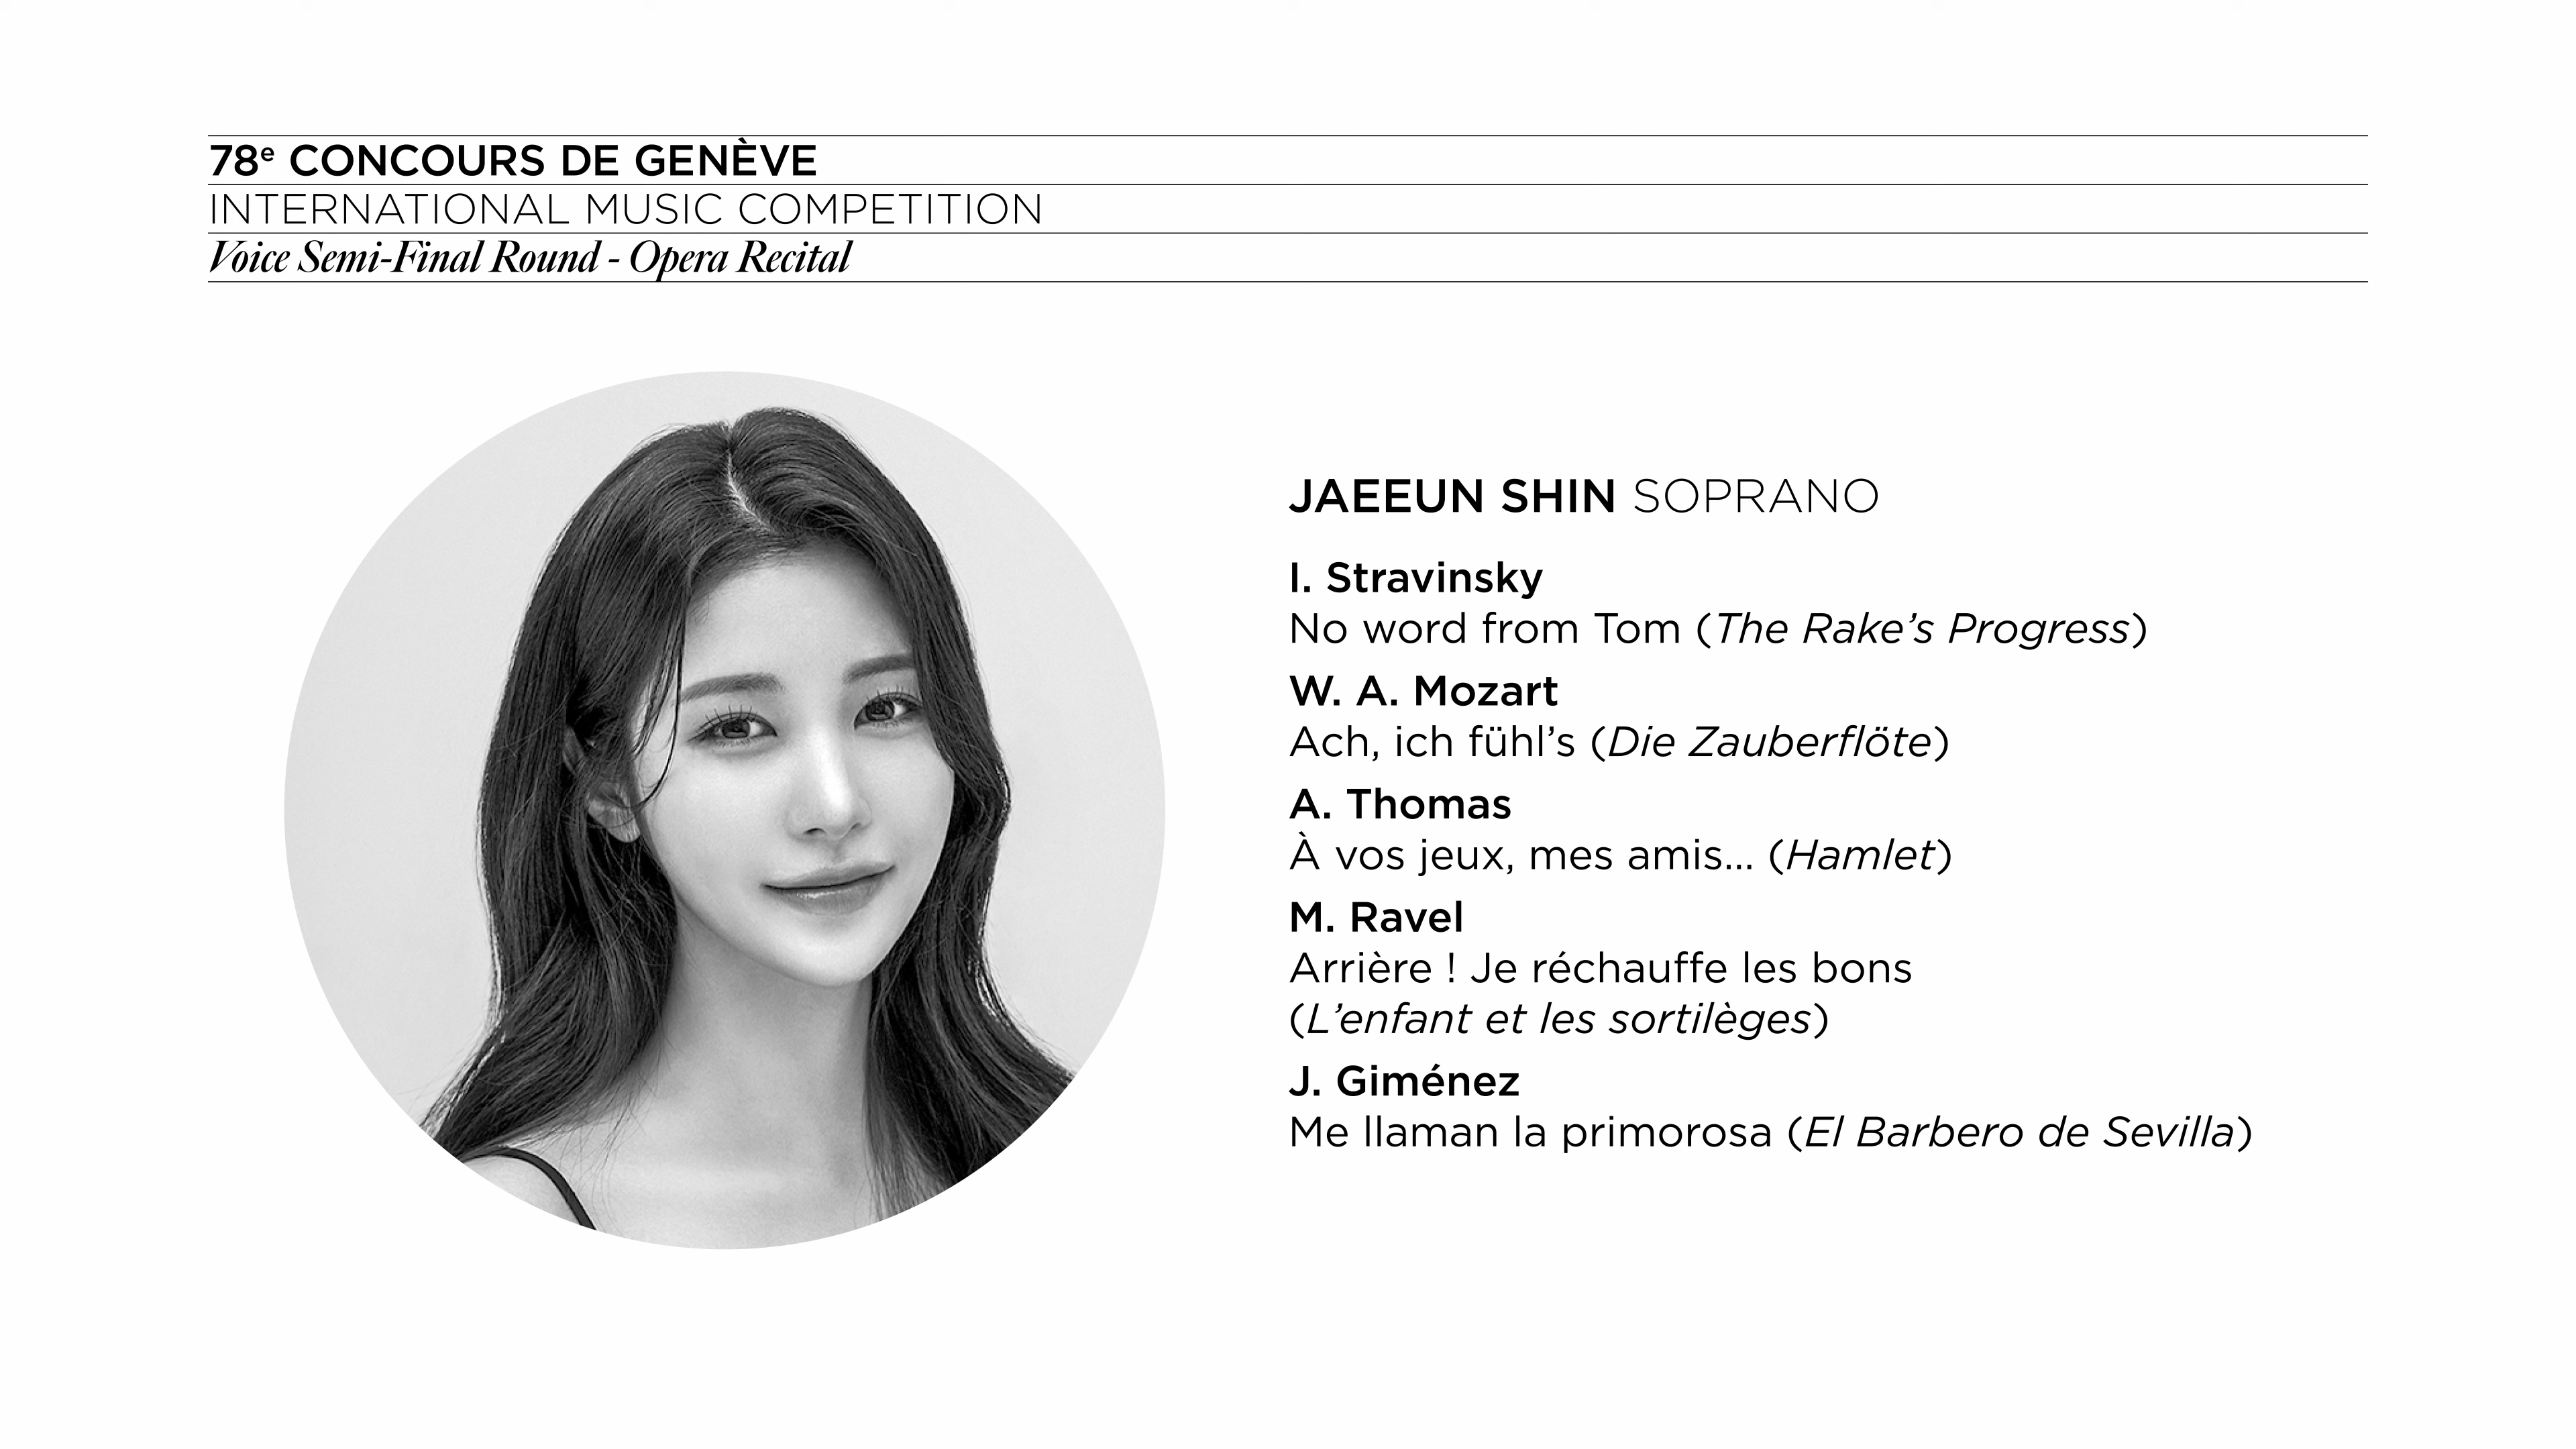 78ᵉ CONCOURS DE GENÈVE
INTERNATIONAL MUSIC COMPETITION
Voice Semi-Final Round - Opera Recital
JAEEUN SHIN SOPRANO
I. Stravinsky
No word from Tom (The Rake’s Progress)
W. A. Mozart
Ach, ich fühl’s (Die Zauberflöte)
A. Thomas
À vos jeux, mes amis... (Hamlet)
M. Ravel
Arrière ! Je réchauffe les bons
(L’enfant et les sortilèges)
J. Giménez
Me llaman la primorosa (El Barbero de Sevilla)